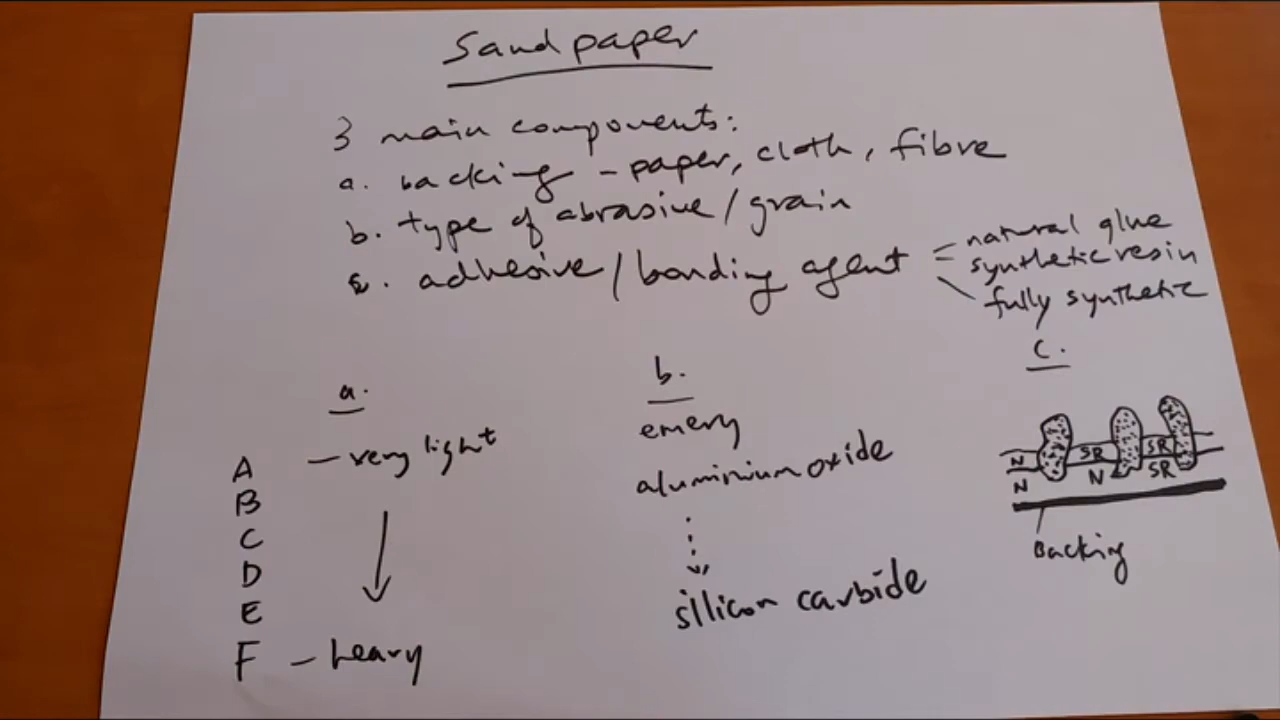 Sandpaper
3 main components:
a. backing - paper, cloth, fibre
b. type of abrasive / grain
c. adhesive / bonding agent
- natural glue
- synthetic resin
- fully synthetic
a.
A - very light
B
C
D
E
F - heavy
b.
emery
aluminium oxide
silicon carbide
c.
N SR SR
N N SR
Backing